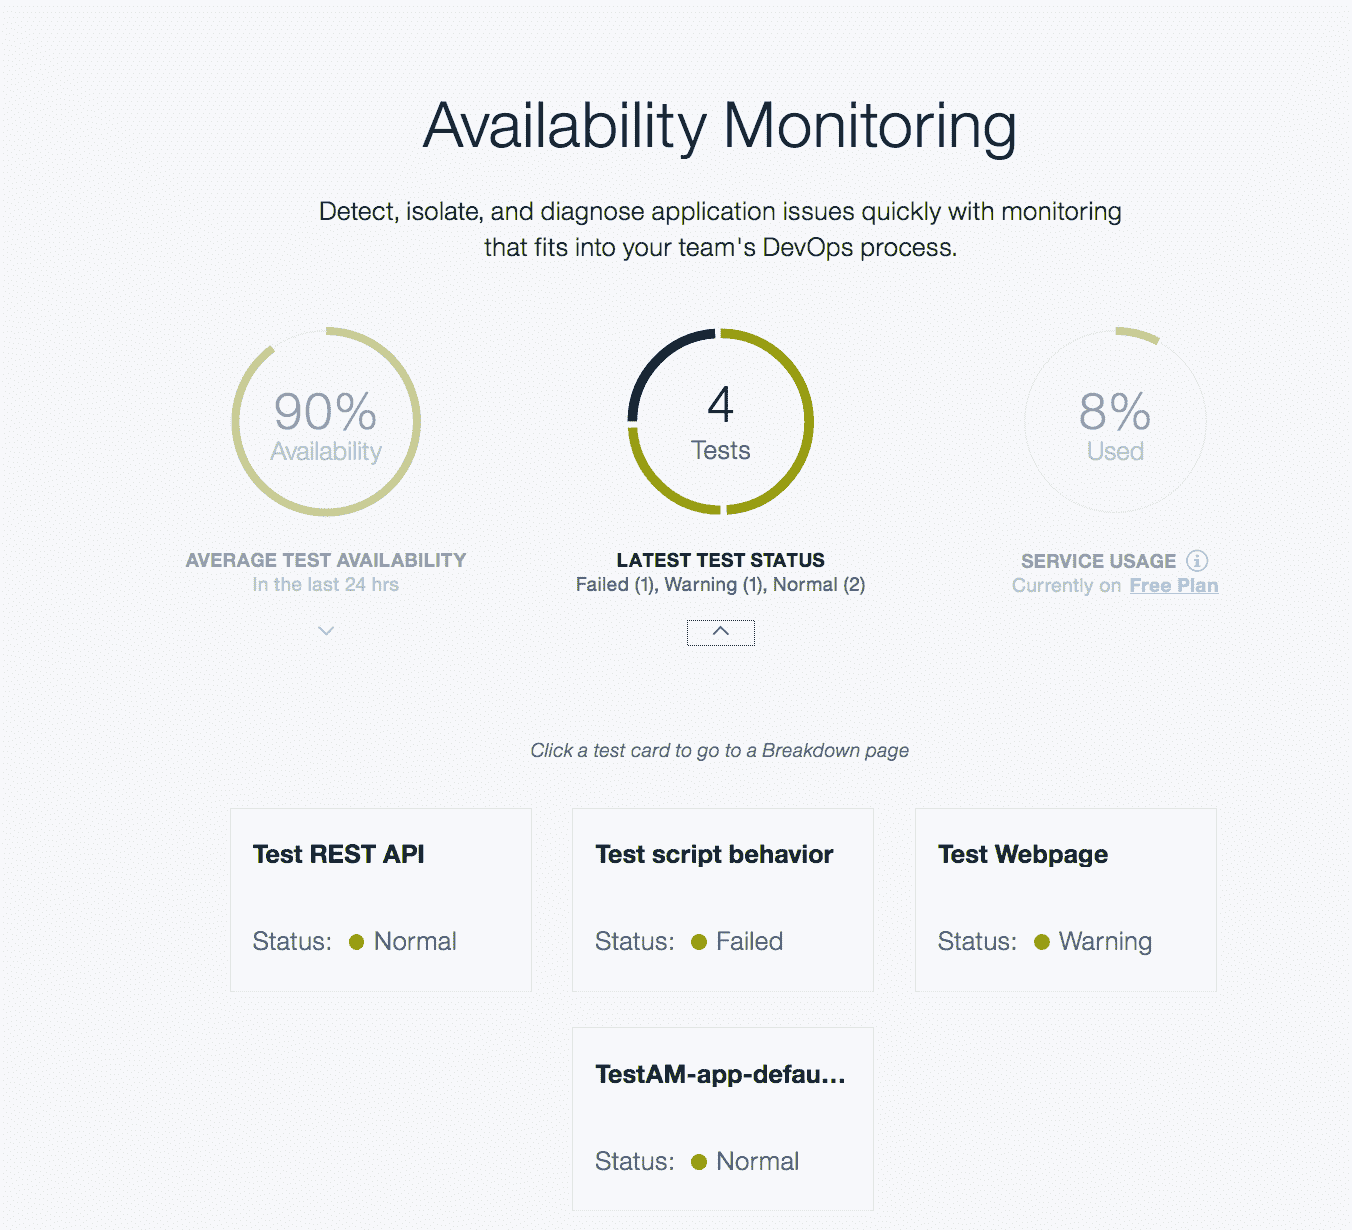 Availability Monitoring
Detect, isolate, and diagnose application issues quickly with monitoring
that fits into your team's DevOps process.
90%
Availability
4
Tests
8%
Used
AVERAGE TEST AVAILABILITY
In the last 24 hrs
LATEST TEST STATUS
Failed (1), Warning (1), Normal (2)
SERVICE USAGE
Currently on Free Plan
Click a test card to go to a Breakdown page
Test REST API
Status: Normal
Test script behavior
Status: Failed
Test Webpage
Status: Warning
TestAM-app-defau...
Status: Normal